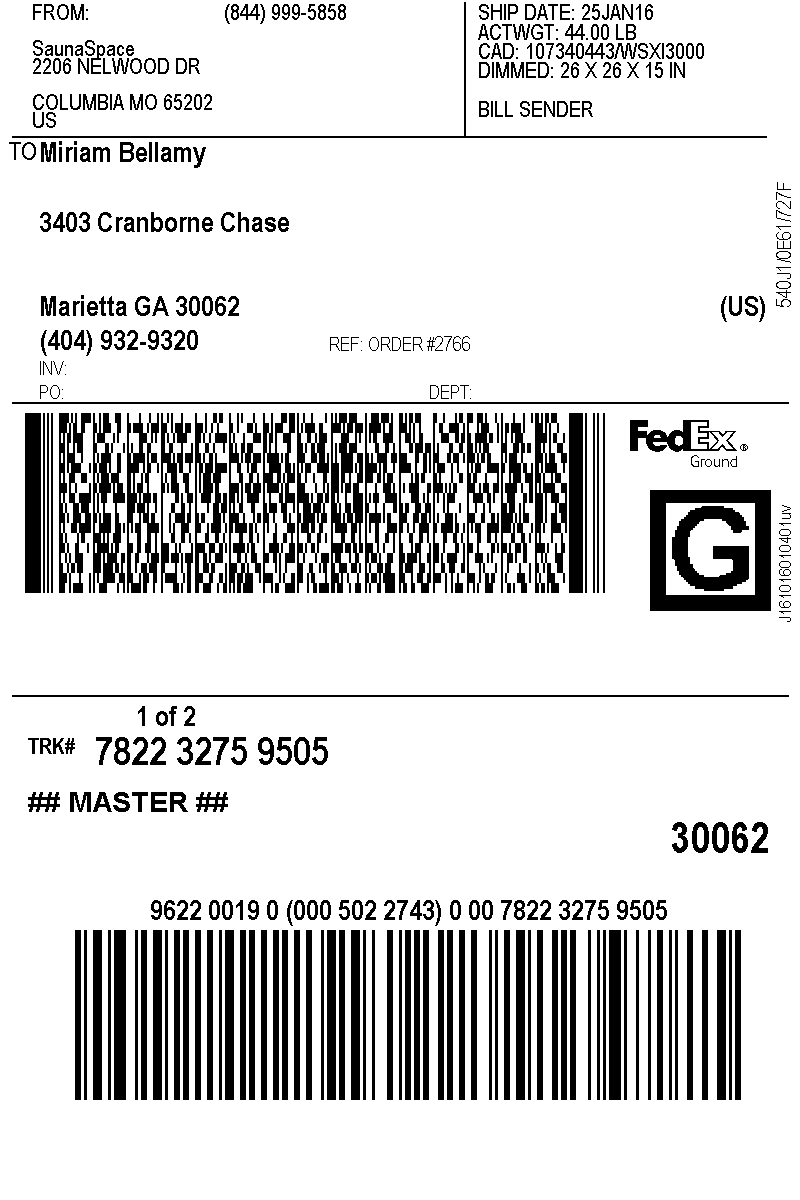 FROM: (844) 999-5858
SaunaSpace
2206 NELWOOD DR
COLUMBIA MO 65202
US
SHIP DATE: 25JAN16
ACTWGT: 44.00 LB
CAD: 107340443/WSXI3000
DIMMED: 26 X 26 X 15 IN
BILL SENDER
TO Miriam Bellamy
3403 Cranborne Chase
Marietta GA 30062 (US)
(404) 932-9320 REF: ORDER #2766
INV:
PO: DEPT:
540J1/0E61/727F
FedEx®
Ground
G
J161016010401uv
1 of 2
TRK# 7822 3275 9505
## MASTER ##
30062
9622 0019 0 (000 502 2743) 0 00 7822 3275 9505